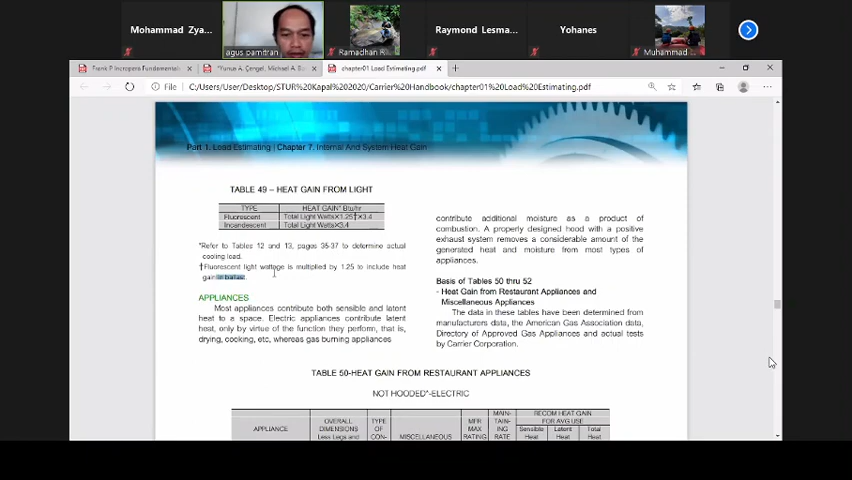 Mohammad Zya...
agus pamitran
Ramadhan Ri...
Raymond Lesma...
Yohanes
Muhammad ...
Frank P Incropera Fundamentals
"Yunus A. Çengel, Michael A. Bo
chapter01 Load Estimating.pdf
File
C:/Users/User/Desktop/STUR%20Kapal%202020/Carrier%20Handbook/chapter01%20Load%20Estimating.pdf
Part 1. Load Estimating | Chapter 7. Internal And System Heat Gain
TABLE 49 – HEAT GAIN FROM LIGHT
TYPE HEAT GAIN* Btu/hr
Fluorescent Total Light Watts×1.25†×3.4
Incandescent Total Light Watts×3.4
*Refer to Tables 12 and 13, pages 35-37 to determine actual
cooling load.
†Fluorescent light wattage is multiplied by 1.25 to include heat
gain in ballast.
APPLIANCES
Most appliances contribute both sensible and latent
heat to a space. Electric appliances contribute latent
heat, only by virtue of the function they perform, that is,
drying, cooking, etc, whereas gas burning appliances
contribute additional moisture as a product of
combustion. A properly designed hood with a positive
exhaust system removes a considerable amount of the
generated heat and moisture from most types of
appliances.
Basis of Tables 50 thru 52
- Heat Gain from Restaurant Appliances and
Miscellaneous Appliances
The data in these tables have been determined from
manufacturers data, the American Gas Association data,
Directory of Approved Gas Appliances and actual tests
by Carrier Corporation.
TABLE 50-HEAT GAIN FROM RESTAURANT APPLIANCES
NOT HOODED*-ELECTRIC
APPLIANCE
OVERALL
DIMENSIONS
Less Legs and
TYPE
OF
CON-
MISCELLANEOUS
MFR
MAX
RATING
MAIN-
TAIN-
ING
RATE
RECOM HEAT GAIN
FOR AVG USE
Sensible
Heat
Latent
Heat
Total
Heat